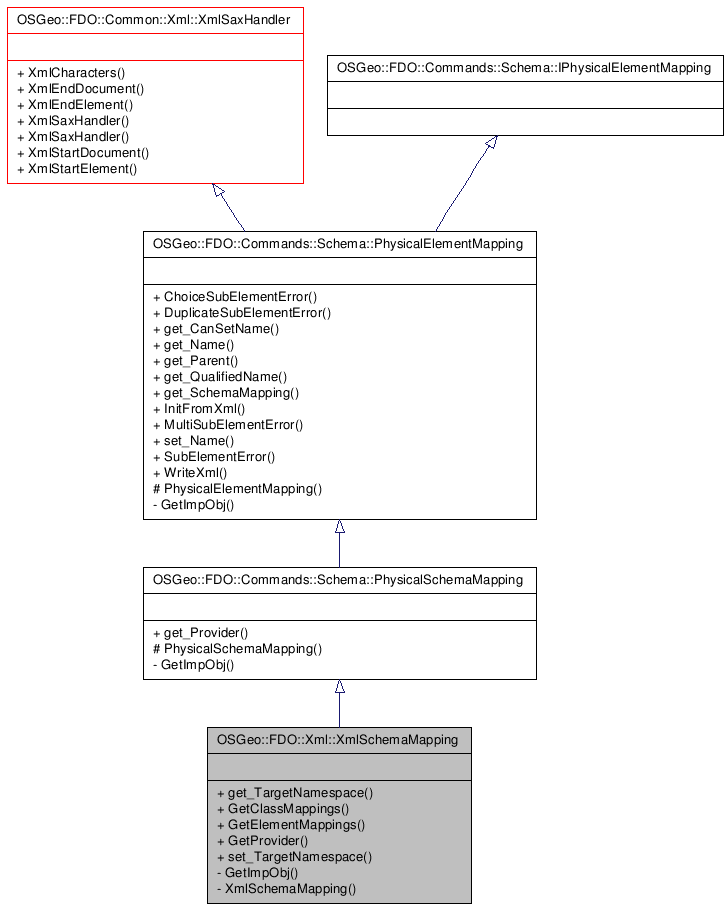 OSGeo::FDO::Common::Xml::XmlSaxHandler
+ XmlCharacters()
+ XmlEndDocument()
+ XmlEndElement()
+ XmlSaxHandler()
+ XmlSaxHandler()
+ XmlStartDocument()
+ XmlStartElement()
OSGeo::FDO::Commands::Schema::IPhysicalElementMapping
OSGeo::FDO::Commands::Schema::PhysicalElementMapping
+ ChoiceSubElementError()
+ DuplicateSubElementError()
+ get_CanSetName()
+ get_Name()
+ get_Parent()
+ get_QualifiedName()
+ get_SchemaMapping()
+ InitFromXml()
+ MultiSubElementError()
+ set_Name()
+ SubElementError()
+ WriteXml()
# PhysicalElementMapping()
- GetImpObj()
OSGeo::FDO::Commands::Schema::PhysicalSchemaMapping
+ get_Provider()
# PhysicalSchemaMapping()
- GetImpObj()
OSGeo::FDO::Xml::XmlSchemaMapping
+ get_TargetNamespace()
+ GetClassMappings()
+ GetElementMappings()
+ GetProvider()
+ set_TargetNamespace()
- GetImpObj()
- XmlSchemaMapping()